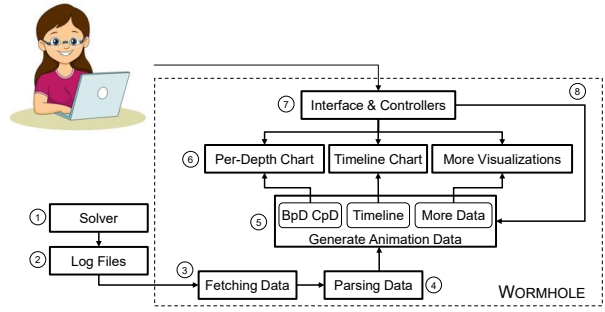 8
7
Interface & Controllers
6
Per-Depth Chart
Timeline Chart
More Visualizations
1
Solver
5
BpD CpD
Timeline
More Data
Generate Animation Data
2
Log Files
3
Fetching Data
Parsing Data
4
WORMHOLE